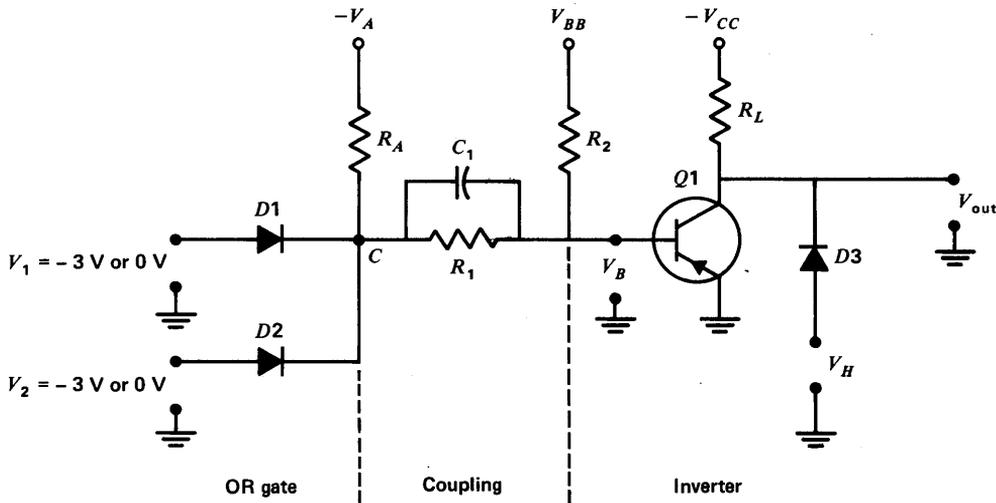 −V_A
V_BB
−V_CC
R_A
C_1
R_2
R_L
Q1
D1
V_out
V_1 = − 3 V or 0 V
C
R_1
V_B
D3
D2
V_H
V_2 = − 3 V or 0 V
OR gate
Coupling
Inverter